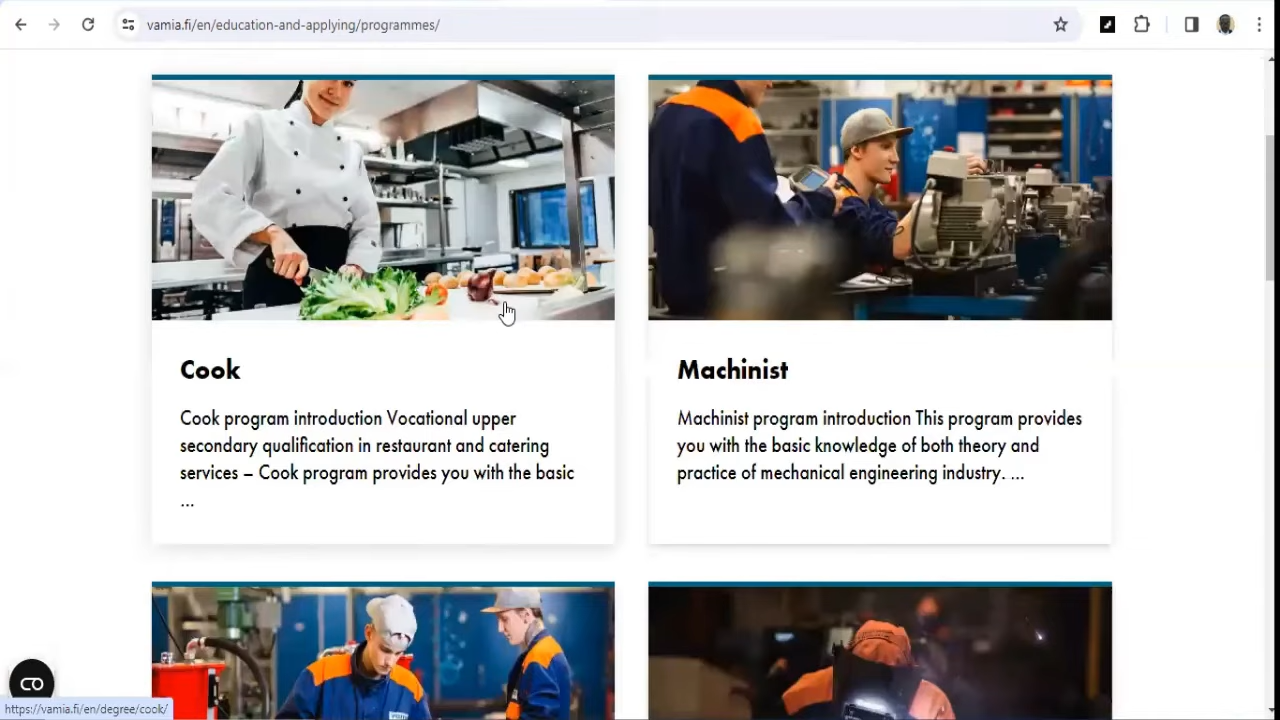 vamia.fi/en/education-and-applying/programmes/
Cook
Cook program introduction Vocational upper
secondary qualification in restaurant and catering
services – Cook program provides you with the basic
...
Machinist
Machinist program introduction This program provides
you with the basic knowledge of both theory and
practice of mechanical engineering industry. ...
https://vamia.fi/en/degree/cook/